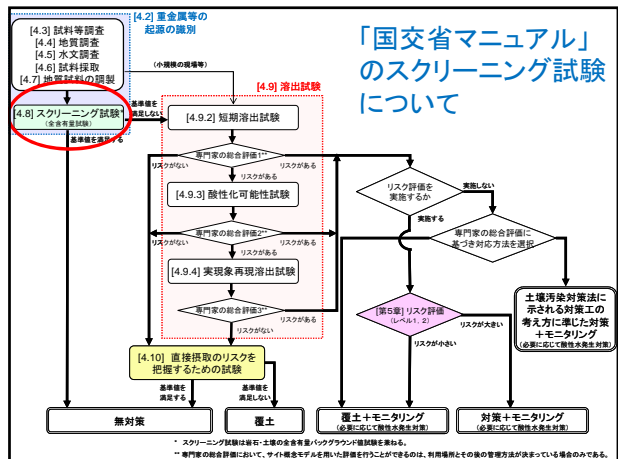 [4.2] 重金属等の
起源の識別
[4.3] 試料等調査
[4.4] 地質調査
[4.5] 水文調査
[4.6] 試料採取
[4.7] 地質試料の調製
「国交省マニュアル」
のスクリーニング試験
について
(小規模の現場等)
[4.9] 溶出試験
[4.8] スクリーニング試験*
(全含有量試験)
基準値を
満足しない
[4.9.2] 短期溶出試験
基準値を満足する
専門家の総合評価1**
リスクがない
リスクがある
リスクがある
[4.9.3] 酸性化可能性試験
リスク評価を
実施するか
実施しない
実施する
専門家の総合評価2**
リスクがない
リスクがある
リスクがある
専門家の総合評価に
基づき対応方法を選択
[4.9.4] 実現象再現溶出試験
専門家の総合評価3**
リスクがある
リスクがない
[第5章] リスク評価
(レベル1, 2)
リスクが大きい
リスクが小さい
土壌汚染対策法に
示される対策工の
考え方に準じた対策
+モニタリング
(必要に応じて酸性水発生対策)
[4.10] 直接摂取のリスクを
把握するための試験
基準値を
満足する
基準値を
満足しない
無対策
覆土
覆土+モニタリング
(必要に応じて酸性水発生対策)
対策+モニタリング
(必要に応じて酸性水発生対策)
* スクリーニング試験は岩石・土壌の全含有量バックグラウンド値試験を兼ねる。
** 専門家の総合評価において、サイト概念モデルを用いた評価を行うことができるのは、利用場所とその後の管理方法が決まっている場合のみである。